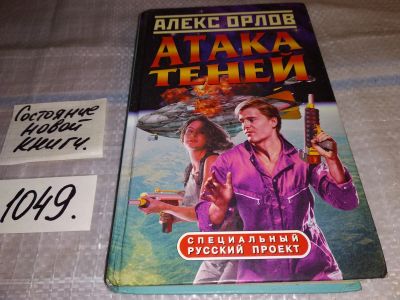 АЛЕКС ОРЛОВ
АТАКА
ТЕНЕЙ
Состояние
новой
книги.
1049.
СПЕЦИАЛЬНЫЙ
РУССКИЙ ПРОЕКТ